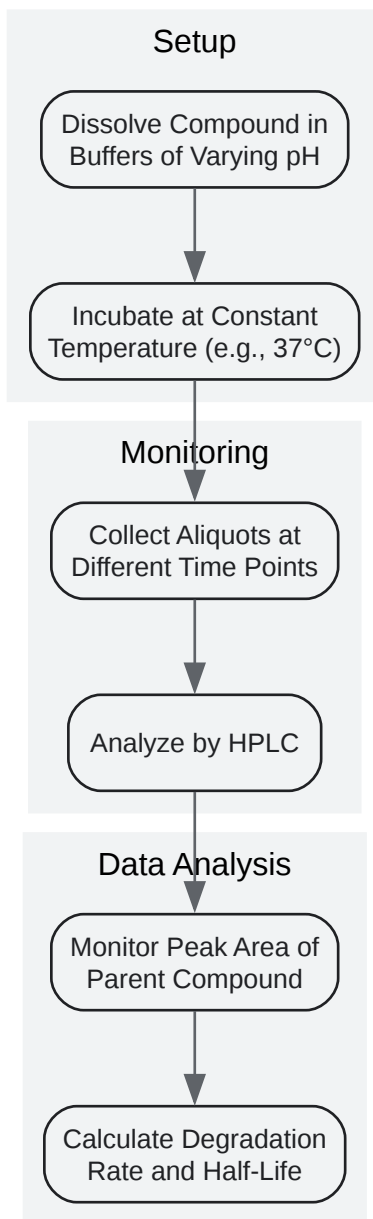 Setup
Dissolve Compound in
Buffers of Varying pH
Incubate at Constant
Temperature (e.g., 37°C)
Monitoring
Collect Aliquots at
Different Time Points
Analyze by HPLC
Data Analysis
Monitor Peak Area of
Parent Compound
Calculate Degradation
Rate and Half-Life